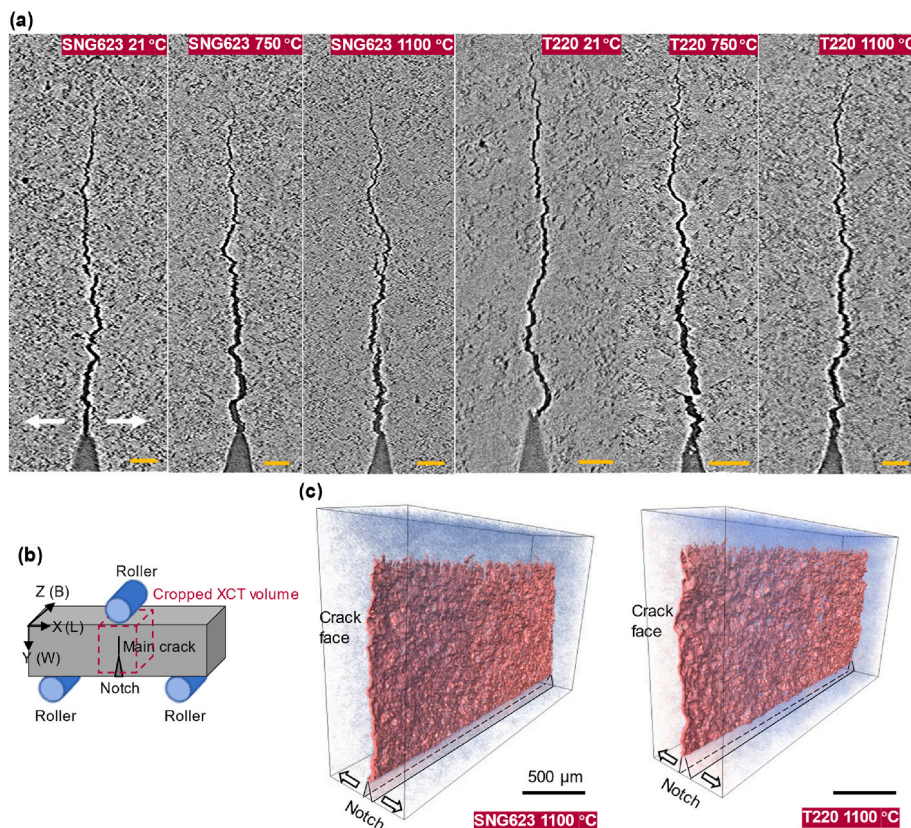 (a)
SNG623 21 °C
SNG623 750 °C
SNG623 1100 °C
T220 21 °C
T220 750 °C
T220 1100 °C
(b)
Roller
Z (B)
Cropped XCT volume
X (L)
Main crack
Y (W)
Notch
Roller
Roller
(c)
Crack
face
Notch
500 µm
SNG623 1100 °C
Crack
face
Notch
T220 1100 °C